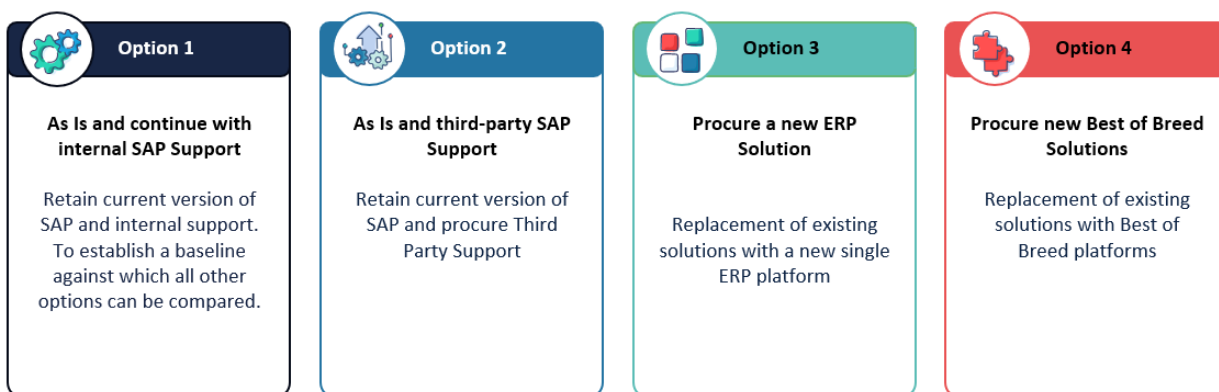 Option 1
As Is and continue with
internal SAP Support
Retain current version of
SAP and internal support.
To establish a baseline
against which all other
options can be compared.
Option 2
As Is and third-party SAP
Support
Retain current version of
SAP and procure Third
Party Support
Option 3
Procure a new ERP
Solution
Replacement of existing
solutions with a new single
ERP platform
Option 4
Procure new Best of Breed
Solutions
Replacement of existing
solutions with Best of
Breed platforms